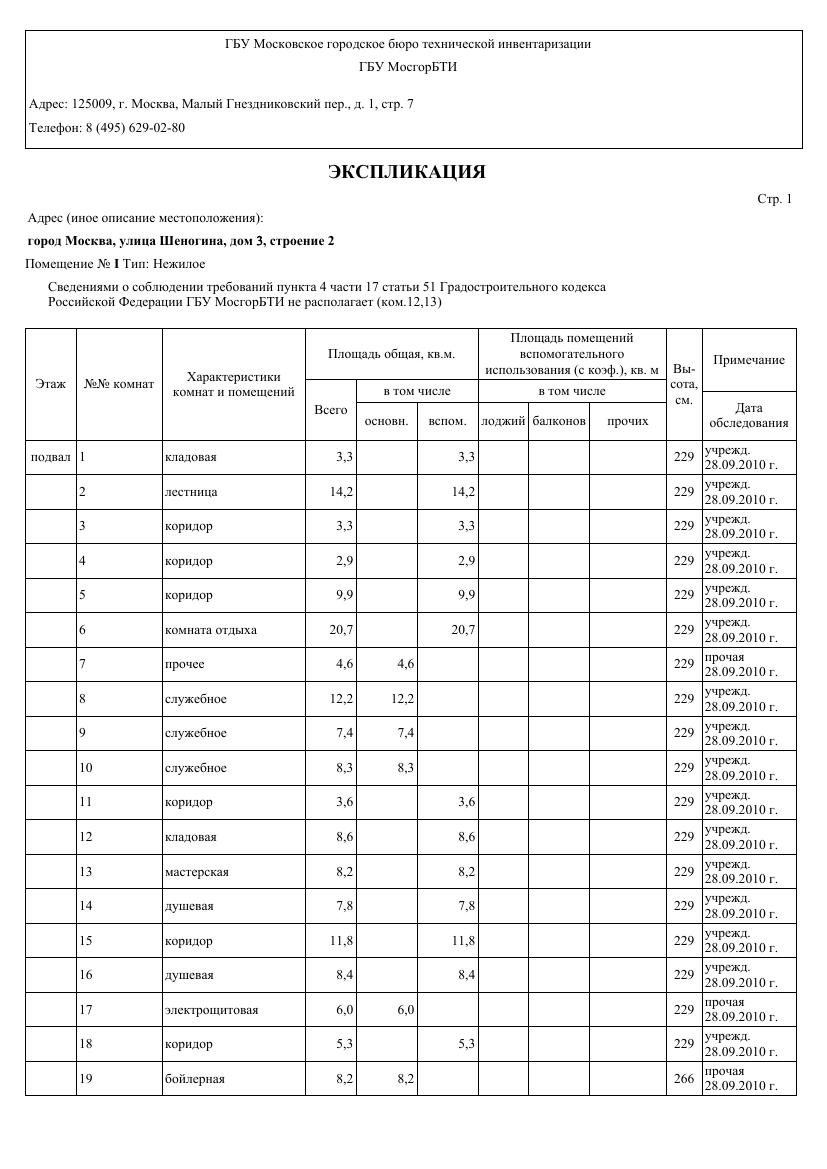 ГБУ Московское городское бюро технической инвентаризации
ГБУ МосгорБТИ
Адрес: 125009, г. Москва, Малый Гнездниковский пер., д. 1, стр. 7
Телефон: 8 (495) 629-02-80
ЭКСПЛИКАЦИЯ
Стр. 1
Адрес (иное описание местоположения):
город Москва, улица Шеногина, дом 3, строение 2
Помещение № I Тип: Нежилое
Сведениями о соблюдении требований пункта 4 части 17 статьи 51 Градостроительного кодекса
Российской Федерации ГБУ МосгорБТИ не располагает (ком.12,13)
Этаж
№№ комнат
Характеристики
комнат и помещений
Площадь общая, кв.м.
Всего
в том числе
основн.
вспом.
Площадь помещений
вспомогательного
использования (с коэф.), кв. м
в том числе
лоджий
балконов
прочих
Вы-
сота,
см.
Примечание
Дата
обследования
подвал 1 кладовая 3,3 3,3 229 учрежд.
28.09.2010 г.
2 лестница 14,2 14,2 229 учрежд.
28.09.2010 г.
3 коридор 3,3 3,3 229 учрежд.
28.09.2010 г.
4 коридор 2,9 2,9 229 учрежд.
28.09.2010 г.
5 коридор 9,9 9,9 229 учрежд.
28.09.2010 г.
6 комната отдыха 20,7 20,7 229 учрежд.
28.09.2010 г.
7 прочее 4,6 4,6 229 прочая
28.09.2010 г.
8 служебное 12,2 12,2 229 учрежд.
28.09.2010 г.
9 служебное 7,4 7,4 229 учрежд.
28.09.2010 г.
10 служебное 8,3 8,3 229 учрежд.
28.09.2010 г.
11 коридор 3,6 3,6 229 учрежд.
28.09.2010 г.
12 кладовая 8,6 8,6 229 учрежд.
28.09.2010 г.
13 мастерская 8,2 8,2 229 учрежд.
28.09.2010 г.
14 душевая 7,8 7,8 229 учрежд.
28.09.2010 г.
15 коридор 11,8 11,8 229 учрежд.
28.09.2010 г.
16 душевая 8,4 8,4 229 учрежд.
28.09.2010 г.
17 электрощитовая 6,0 6,0 229 прочая
28.09.2010 г.
18 коридор 5,3 5,3 229 учрежд.
28.09.2010 г.
19 бойлерная 8,2 8,2 266 прочая
28.09.2010 г.